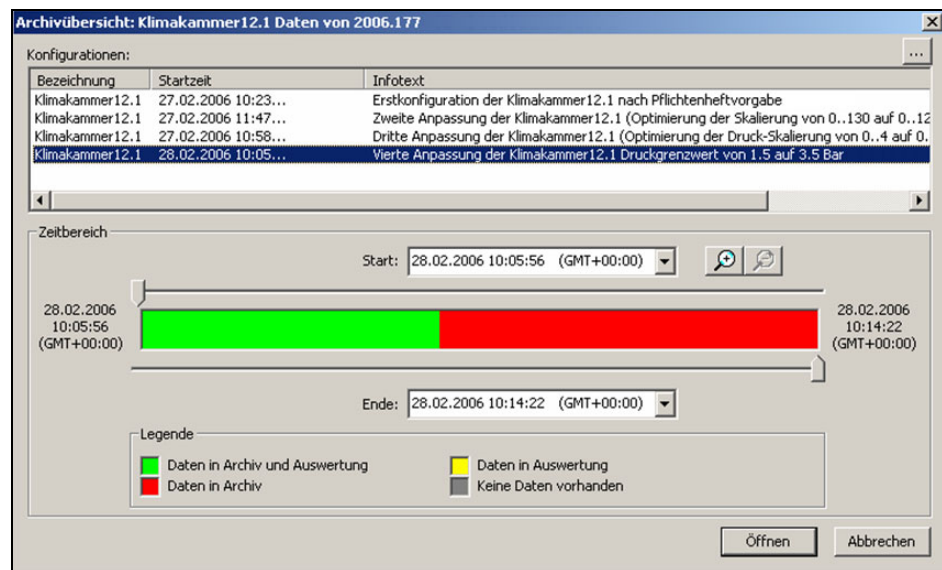 Archivübersicht: Klimakammer12.1 Daten von 2006.177
Konfigurationen:
...
Bezeichnung Startzeit Infotext
Klimakammer12.1 27.02.2006 10:23... Erstkonfiguration der Klimakammer12.1 nach Pflichtenheftvorgabe
Klimakammer12.1 27.02.2006 11:47... Zweite Anpassung der Klimakammer12.1 (Optimierung der Skalierung von 0..130 auf 0..12
Klimakammer12.1 27.02.2006 10:58... Dritte Anpassung der Klimakammer12.1 (Optimierung der Druck-Skalierung von 0..4 auf 0.
Klimakammer12.1 28.02.2006 10:05... Vierte Anpassung der Klimakammer12.1 Druckgrenzwert von 1.5 auf 3.5 Bar
Zeitbereich
Start: 28.02.2006 10:05:56 (GMT+00:00)
28.02.2006
10:05:56
(GMT+00:00)
28.02.2006
10:14:22
(GMT+00:00)
Ende: 28.02.2006 10:14:22 (GMT+00:00)
Legende
Daten in Archiv und Auswertung Daten in Auswertung
Daten in Archiv Keine Daten vorhanden
Öffnen Abbrechen